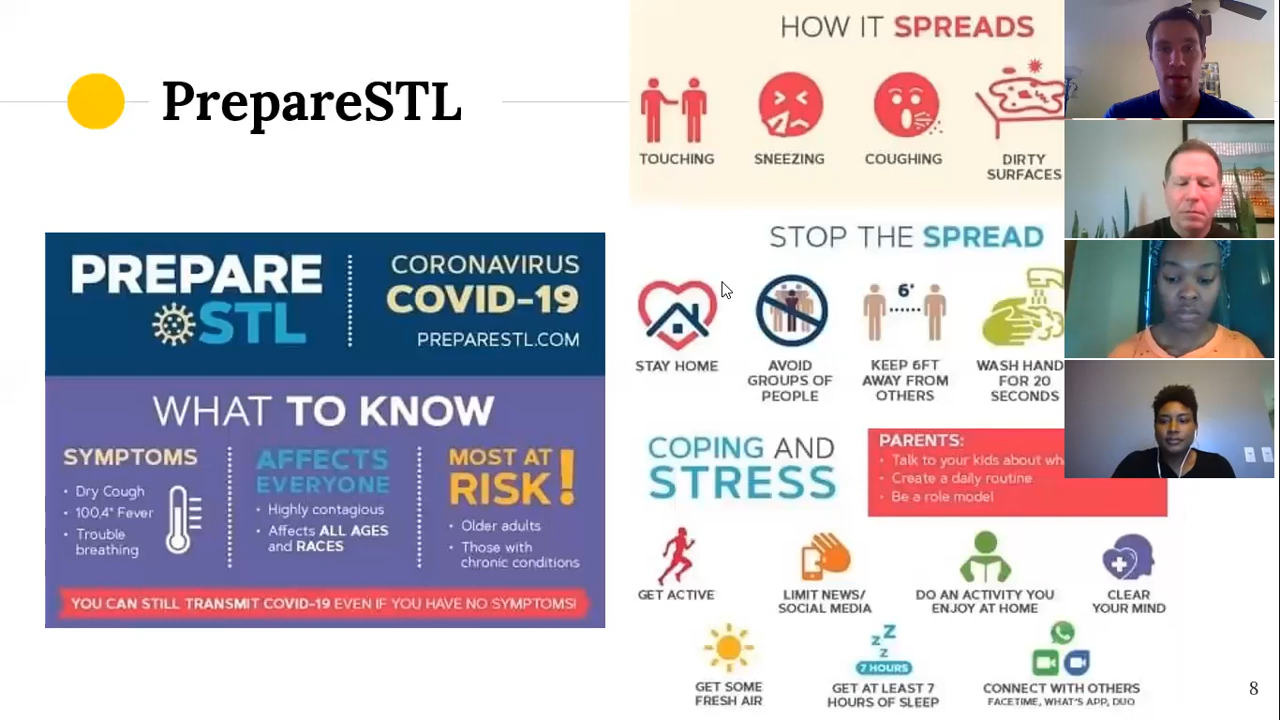 PrepareSTL
PREPARE
STL
CORONAVIRUS
COVID-19
PREPARESTL.COM
WHAT TO KNOW
SYMPTOMS
• Dry Cough
• 100.4° Fever
• Trouble
breathing
AFFECTS
EVERYONE
• Highly contagious
• Affects ALL AGES
and RACES
MOST AT
RISK!
• Older adults
• Those with
chronic conditions
YOU CAN STILL TRANSMIT COVID-19 EVEN IF YOU HAVE NO SYMPTOMS!
HOW IT SPREADS
TOUCHING
SNEEZING
COUGHING
DIRTY
SURFACES
STOP THE SPREAD
6'
STAY HOME
AVOID
GROUPS OF
PEOPLE
KEEP 6FT
AWAY FROM
OTHERS
WASH HAND
FOR 20
SECONDS
COPING AND
STRESS
PARENTS:
• Talk to your kids about wh
• Create a daily routine
• Be a role model
GET ACTIVE
LIMIT NEWS/
SOCIAL MEDIA
DO AN ACTIVITY YOU
ENJOY AT HOME
CLEAR
YOUR MIND
GET SOME
FRESH AIR
Z
Z
Z
7 HOURS
GET AT LEAST 7
HOURS OF SLEEP
CONNECT WITH OTHERS
FACETIME, WHAT'S APP, DUO
8